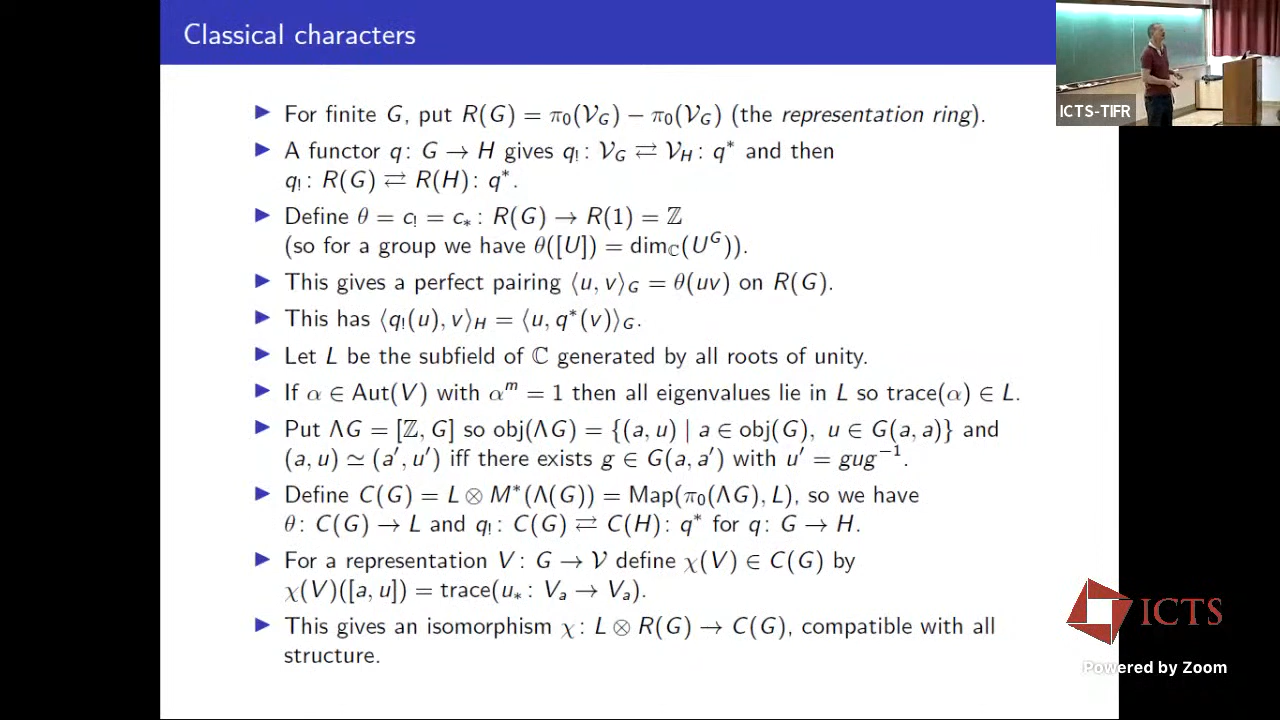 Classical characters
ICTS-TIFR
▶ For finite G, put R(G) = π₀(𝒱_G) − π₀(𝒱_G) (the representation ring).
▶ A functor q: G → H gives q_!: 𝒱_G ⇄ 𝒱_H: q* and then
q_!: R(G) ⇄ R(H): q*.
▶ Define θ = c_! = c_*: R(G) → R(1) = ℤ
(so for a group we have θ([U]) = dim_ℂ(U^G)).
▶ This gives a perfect pairing ⟨u, v⟩_G = θ(uv) on R(G).
▶ This has ⟨q_!(u), v⟩_H = ⟨u, q*(v)⟩_G.
▶ Let L be the subfield of ℂ generated by all roots of unity.
▶ If α ∈ Aut(V) with α^m = 1 then all eigenvalues lie in L so trace(α) ∈ L.
▶ Put ΛG = [ℤ, G] so obj(ΛG) = {(a, u) | a ∈ obj(G), u ∈ G(a, a)} and
(a, u) ≃ (a′, u′) iff there exists g ∈ G(a, a′) with u′ = gug⁻¹.
▶ Define C(G) = L ⊗ M*(Λ(G)) = Map(π₀(ΛG), L), so we have
θ: C(G) → L and q_!: C(G) ⇄ C(H): q* for q: G → H.
▶ For a representation V: G → 𝒱 define χ(V) ∈ C(G) by
χ(V)([a, u]) = trace(u_*: V_a → V_a).
▶ This gives an isomorphism χ: L ⊗ R(G) → C(G), compatible with all
structure.
ICTS
Powered by Zoom